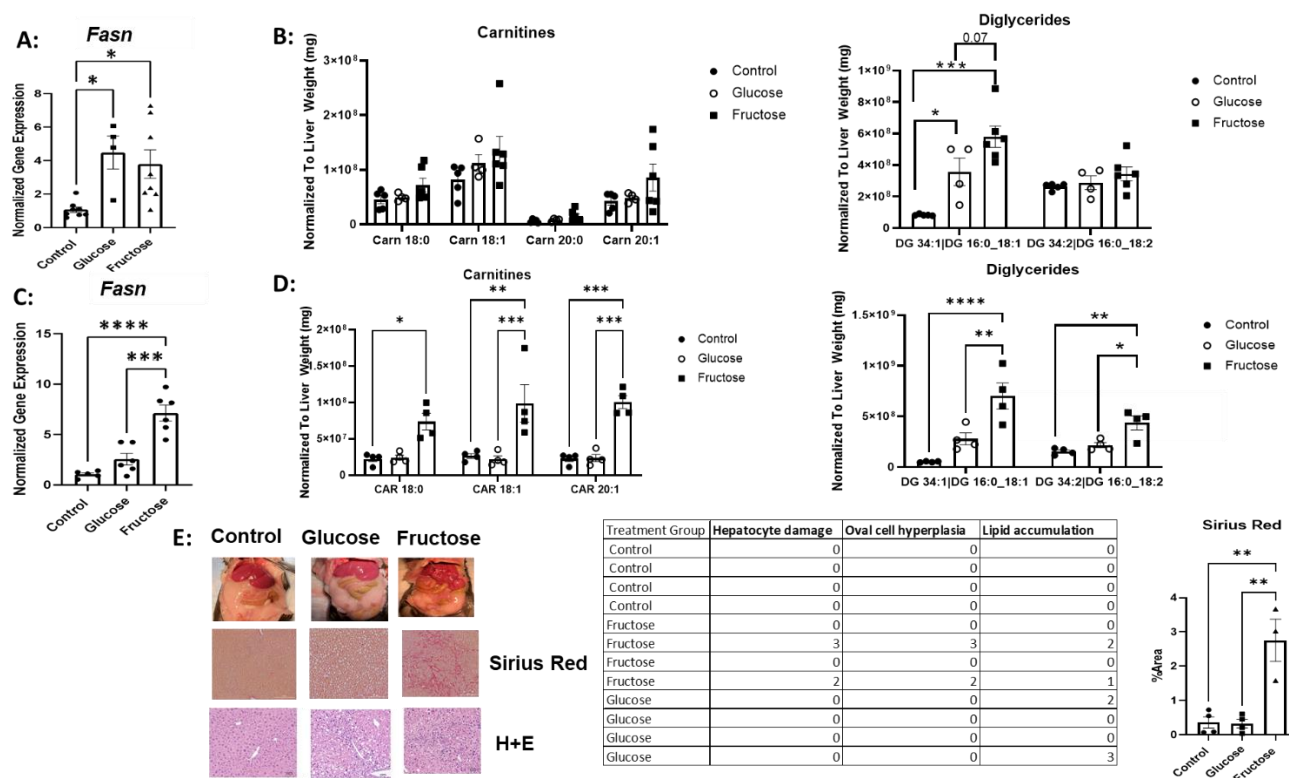 A:
Fasn
Normalized Gene Expression
8
6
4
2
0
*
*
Control
Glucose
Fructose
B:
Carnitines
Normalized To Liver Weight (mg)
3×10⁸
2×10⁸
1×10⁸
0
Carn 18:0
Carn 18:1
Carn 20:0
Carn 20:1
Control
Glucose
Fructose
Diglycerides
Normalized To Liver Weight (mg)
1×10⁹
8×10⁸
6×10⁸
4×10⁸
2×10⁸
0
0.07
***
*
DG 34:1|DG 16:0_18:1
DG 34:2|DG 16:0_18:2
Control
Glucose
Fructose
C:
Fasn
Normalized Gene Expression
15
10
5
0
****
***
Control
Glucose
Fructose
D:
Carnitines
Normalized To Liver Weight (mg)
2×10⁸
1.5×10⁸
1×10⁸
5×10⁷
0
*
**
***
***
***
CAR 18:0
CAR 18:1
CAR 20:1
Control
Glucose
Fructose
Diglycerides
Normalized To Liver Weight (mg)
1.5×10⁹
1×10⁹
5×10⁸
0
****
**
**
*
DG 34:1|DG 16:0_18:1
DG 34:2|DG 16:0_18:2
Control
Glucose
Fructose
E:
Control Glucose Fructose
Sirius Red
H+E
Treatment Group Hepatocyte damage Oval cell hyperplasia Lipid accumulation
Control 0 0 0
Control 0 0 0
Control 0 0 0
Control 0 0 0
Fructose 0 0 0
Fructose 3 3 2
Fructose 0 0 0
Fructose 2 2 1
Glucose 0 0 2
Glucose 0 0 0
Glucose 0 0 0
Glucose 0 0 3
Sirius Red
%Area
4
3
2
1
0
**
**
Control
Glucose
Fructose